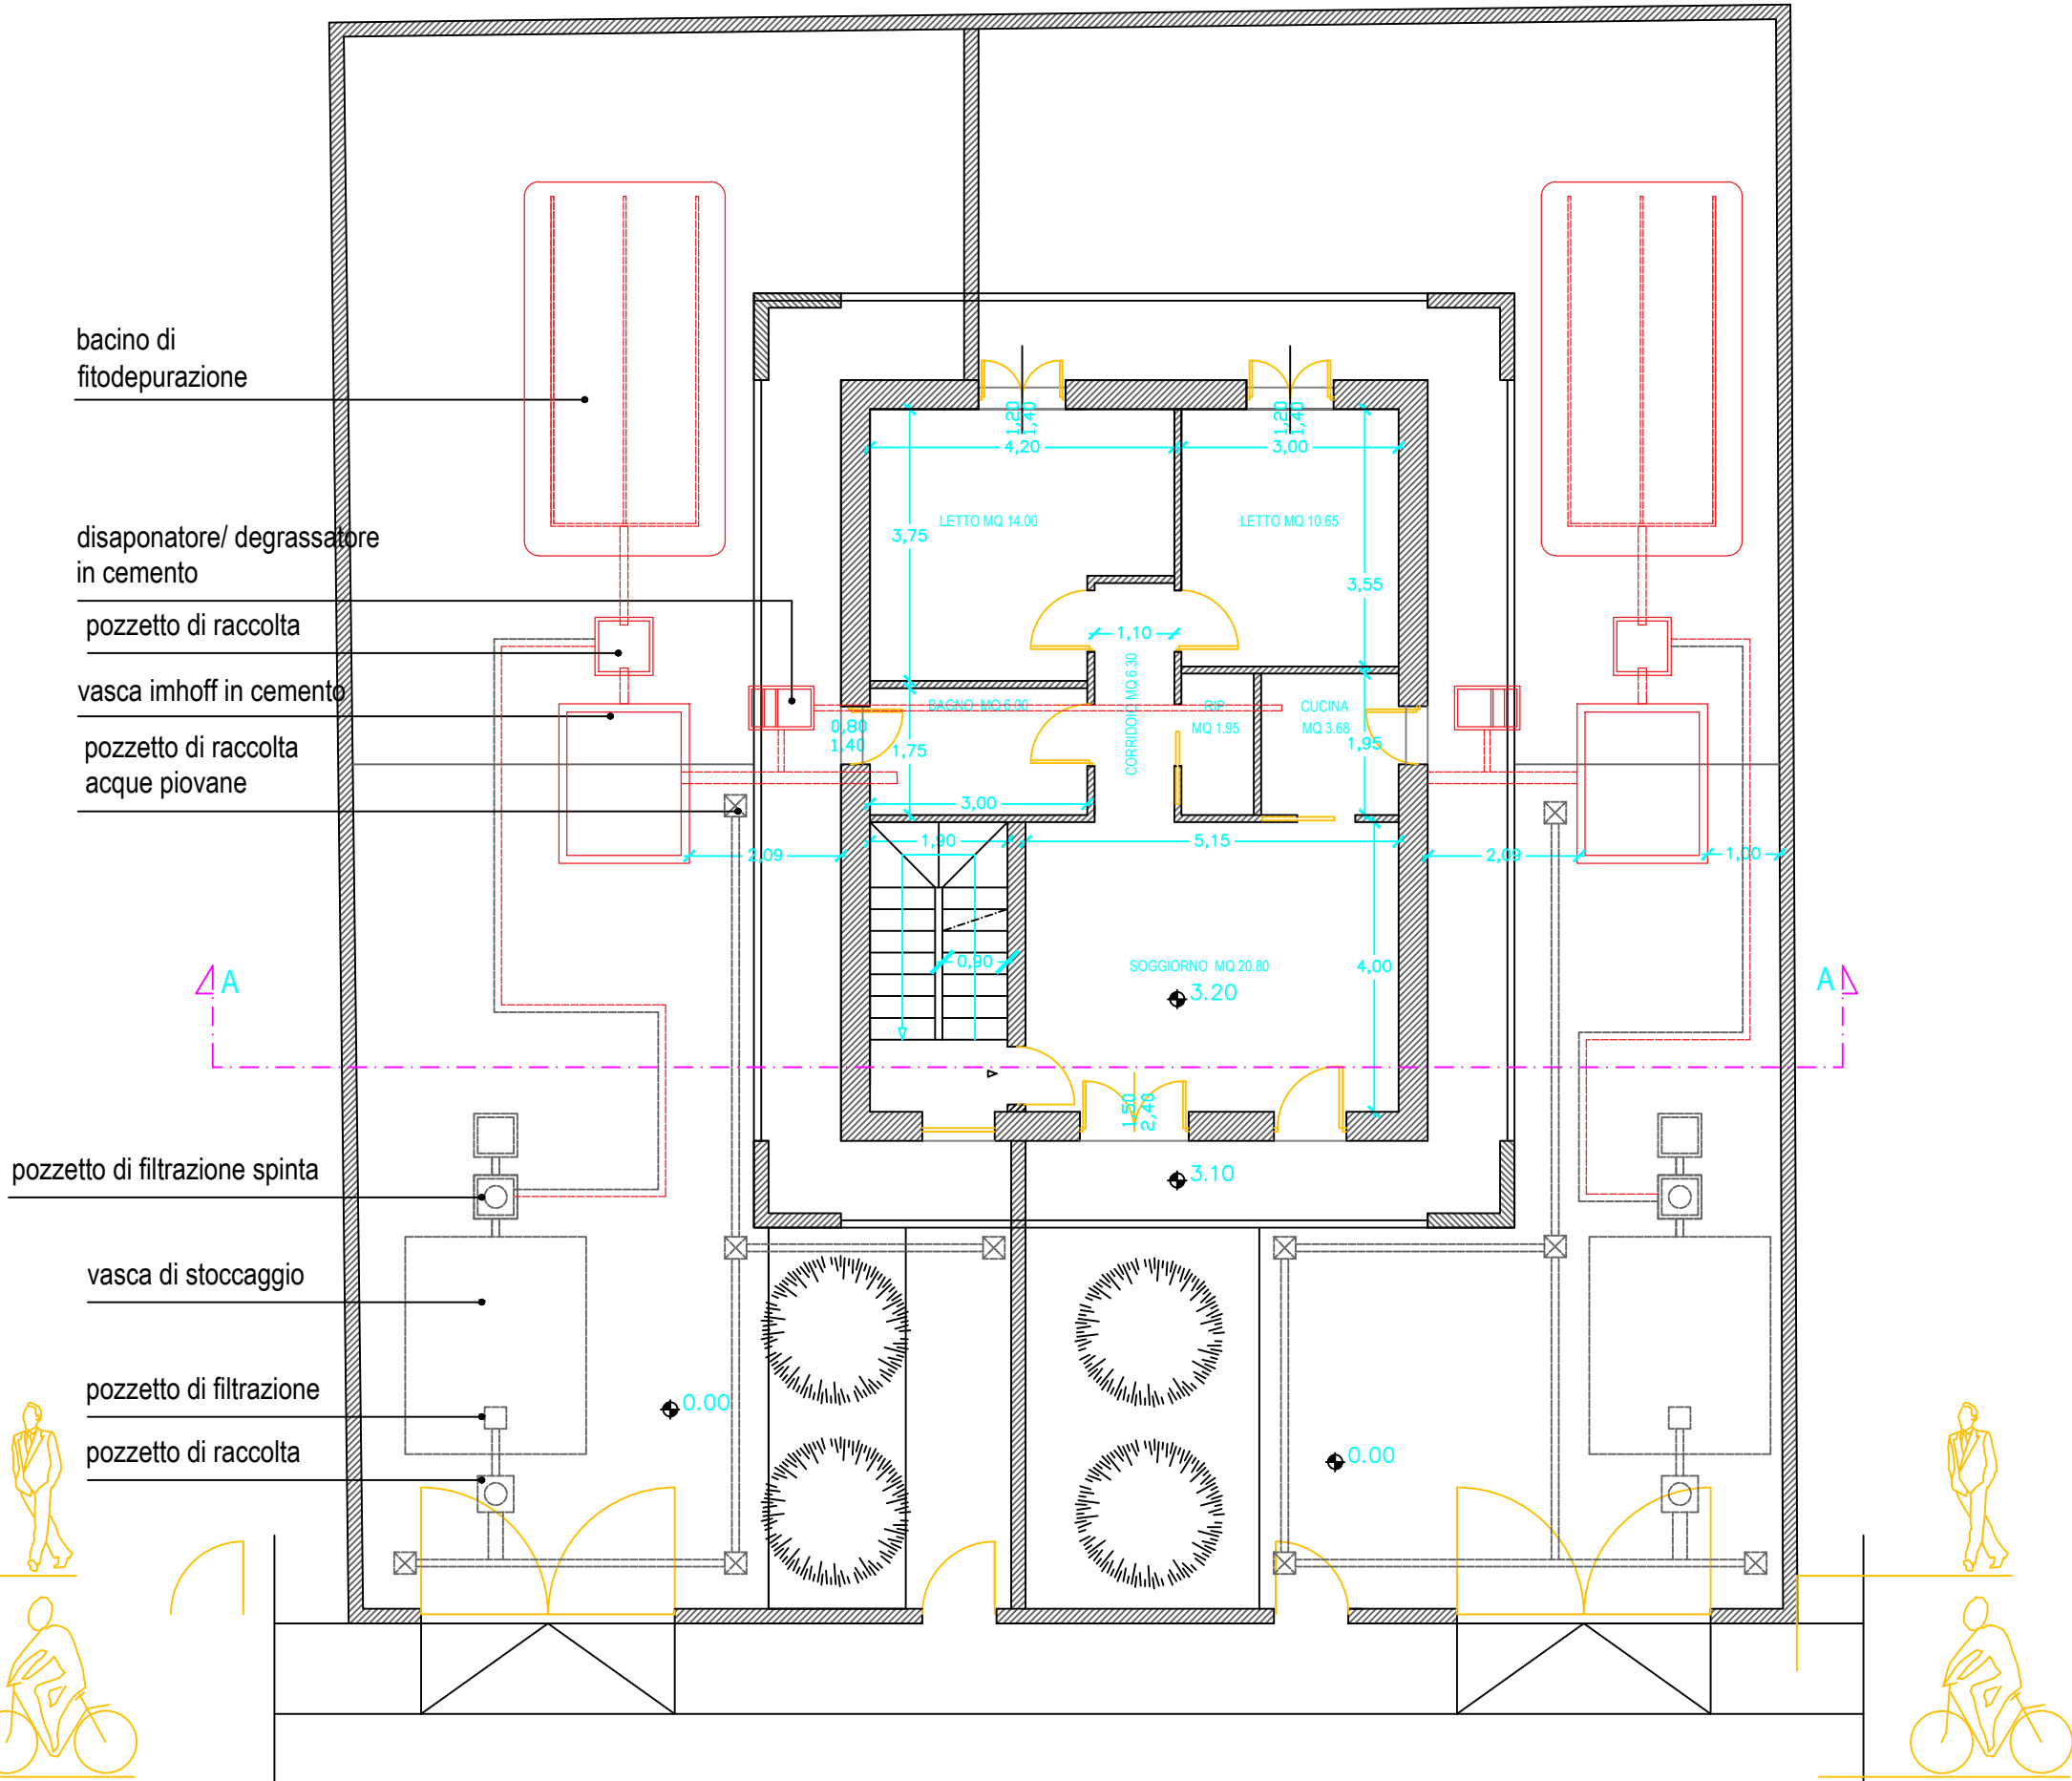 bacino di
fitodepurazione
disaponatore/ degrassatore
in cemento
pozzetto di raccolta
vasca imhoff in cemento
pozzetto di raccolta
acque piovane
pozzetto di filtrazione spinta
vasca di stoccaggio
pozzetto di filtrazione
pozzetto di raccolta
1,20
1,40
1,20
1,40
4,20
3,00
LETTO MQ 14.00
LETTO MQ 10.65
3,75
3,55
1,10
CORRIDOIO MQ 6.30
BAGNO MQ 6.00
RIP
MQ 1.95
CUCINA
MQ 3.68
0,80
1,40
1,75
1,95
3,00
1,90
5,15
2,09
2,09
1,00
0,90
SOGGIORNO MQ 20.80
4,00
3.20
A
A
1,50
2,40
3.10
0.00
0.00